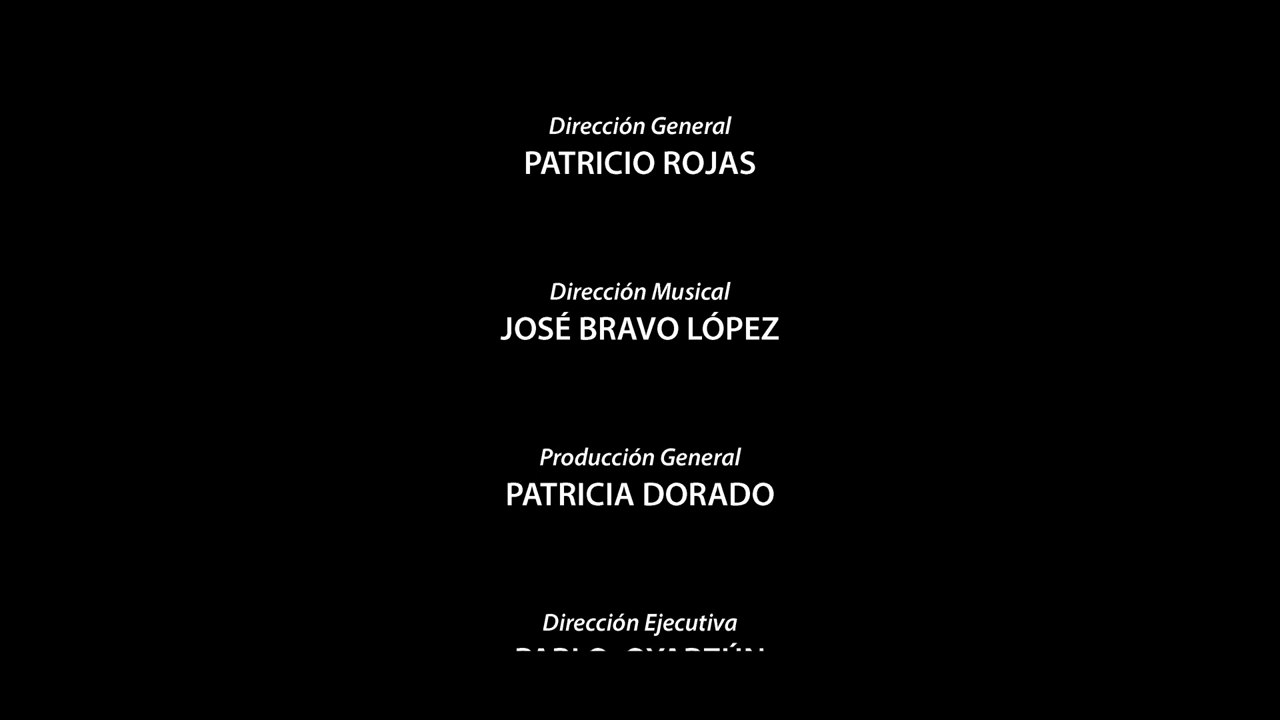 Dirección General
PATRICIO ROJAS
Dirección Musical
JOSÉ BRAVO LÓPEZ
Producción General
PATRICIA DORADO
Dirección Ejecutiva